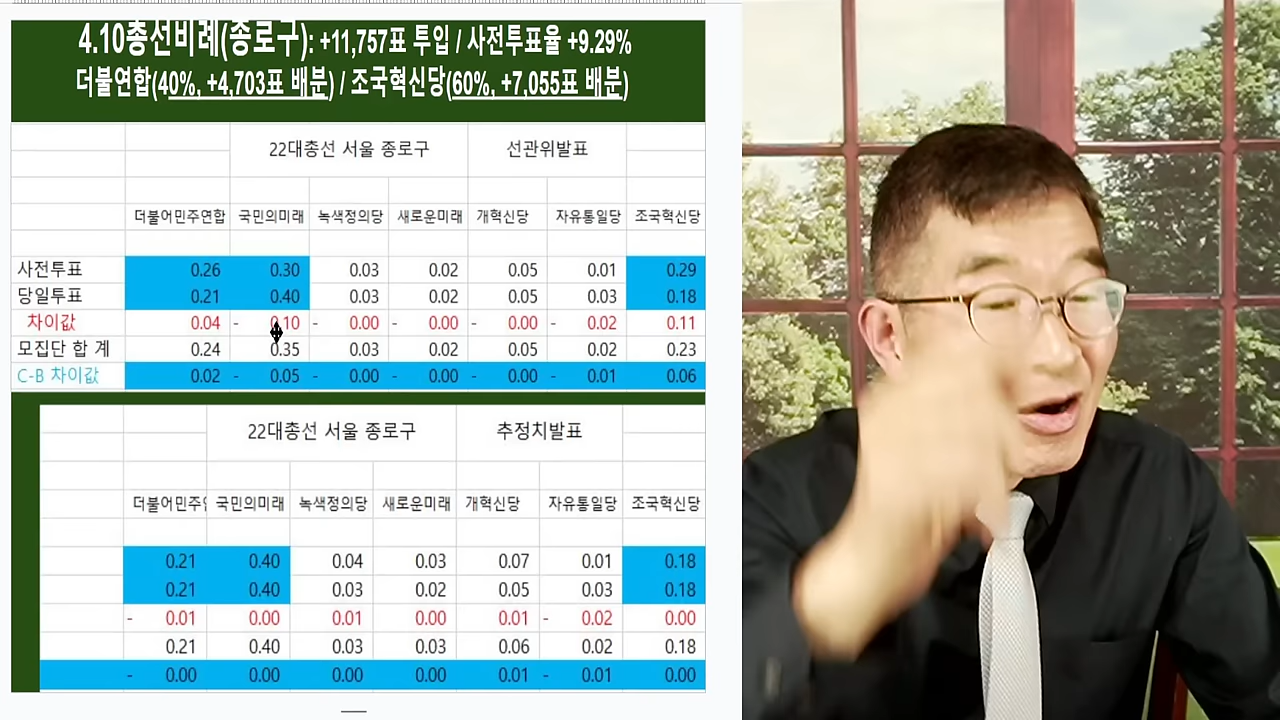 4.10총선비례(종로구): +11,757표 투입 / 사전투표율 +9.29%
더불연합(40%, +4,703표 배분) / 조국혁신당(60%, +7,055표 배분)
22대총선 서울 종로구 선관위발표
더불어민주연합 국민의미래 녹색정의당 새로운미래 개혁신당 자유통일당 조국혁신당
사전투표 0.26 0.30 0.03 0.02 0.05 0.01 0.29
당일투표 0.21 0.40 0.03 0.02 0.05 0.03 0.18
차이값 0.04 - 0.10 - 0.00 - 0.00 - 0.00 - 0.02 0.11
모집단 합 계 0.24 0.35 0.03 0.02 0.05 0.02 0.23
C-B 차이값 0.02 - 0.05 - 0.00 - 0.00 - 0.00 - 0.01 0.06
22대총선 서울 종로구 추정치발표
더불어민주 국민의미래 녹색정의당 새로운미래 개혁신당 자유통일당 조국혁신당
0.21 0.40 0.04 0.03 0.07 0.01 0.18
0.21 0.40 0.03 0.02 0.05 0.03 0.18
- 0.01 0.00 0.01 0.00 0.01 - 0.02 0.00
0.21 0.40 0.03 0.03 0.06 0.02 0.18
- 0.00 0.00 0.00 0.00 0.01 - 0.01 0.00